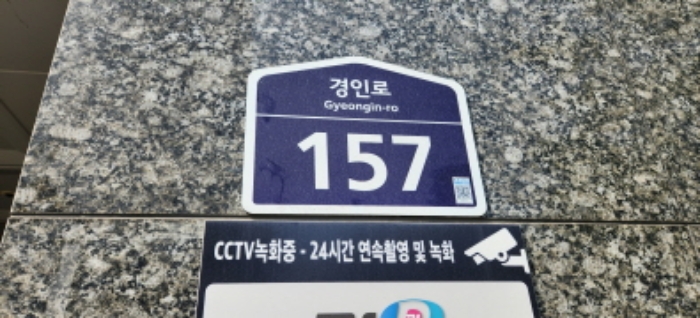 경인로
Gyeongin-ro
157
CCTV녹화중 - 24시간 연속촬영 및 녹화